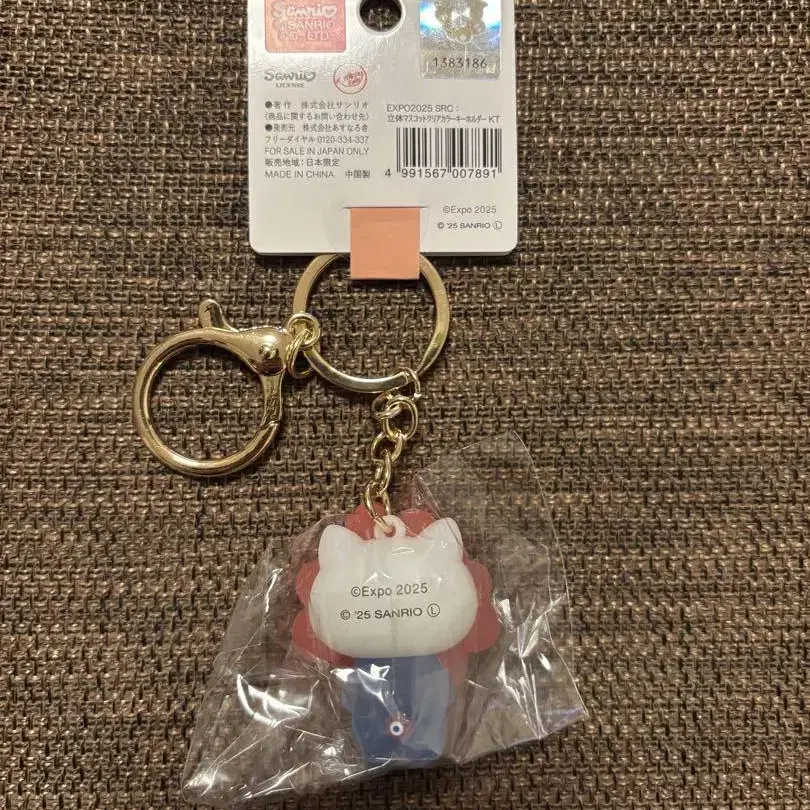 Sanrio
©SANRIO
CO., LTD.
1383186
Sanrio
LICENSE
●著作 株式会社サンリオ
(商品に関するお問い合わせ先)
●発売元 株式会社あすなろ舎
フリーダイヤル 0120-334-337
FOR SALE IN JAPAN ONLY
販売地域:日本限定
MADE IN CHINA 中国製
EXPO2025 SRC:
立体マスコットクリアカラーキーホルダー KT
4 991567 007891
©Expo 2025
© '25 SANRIO Ⓛ
©Expo 2025
© '25 SANRIO Ⓛ